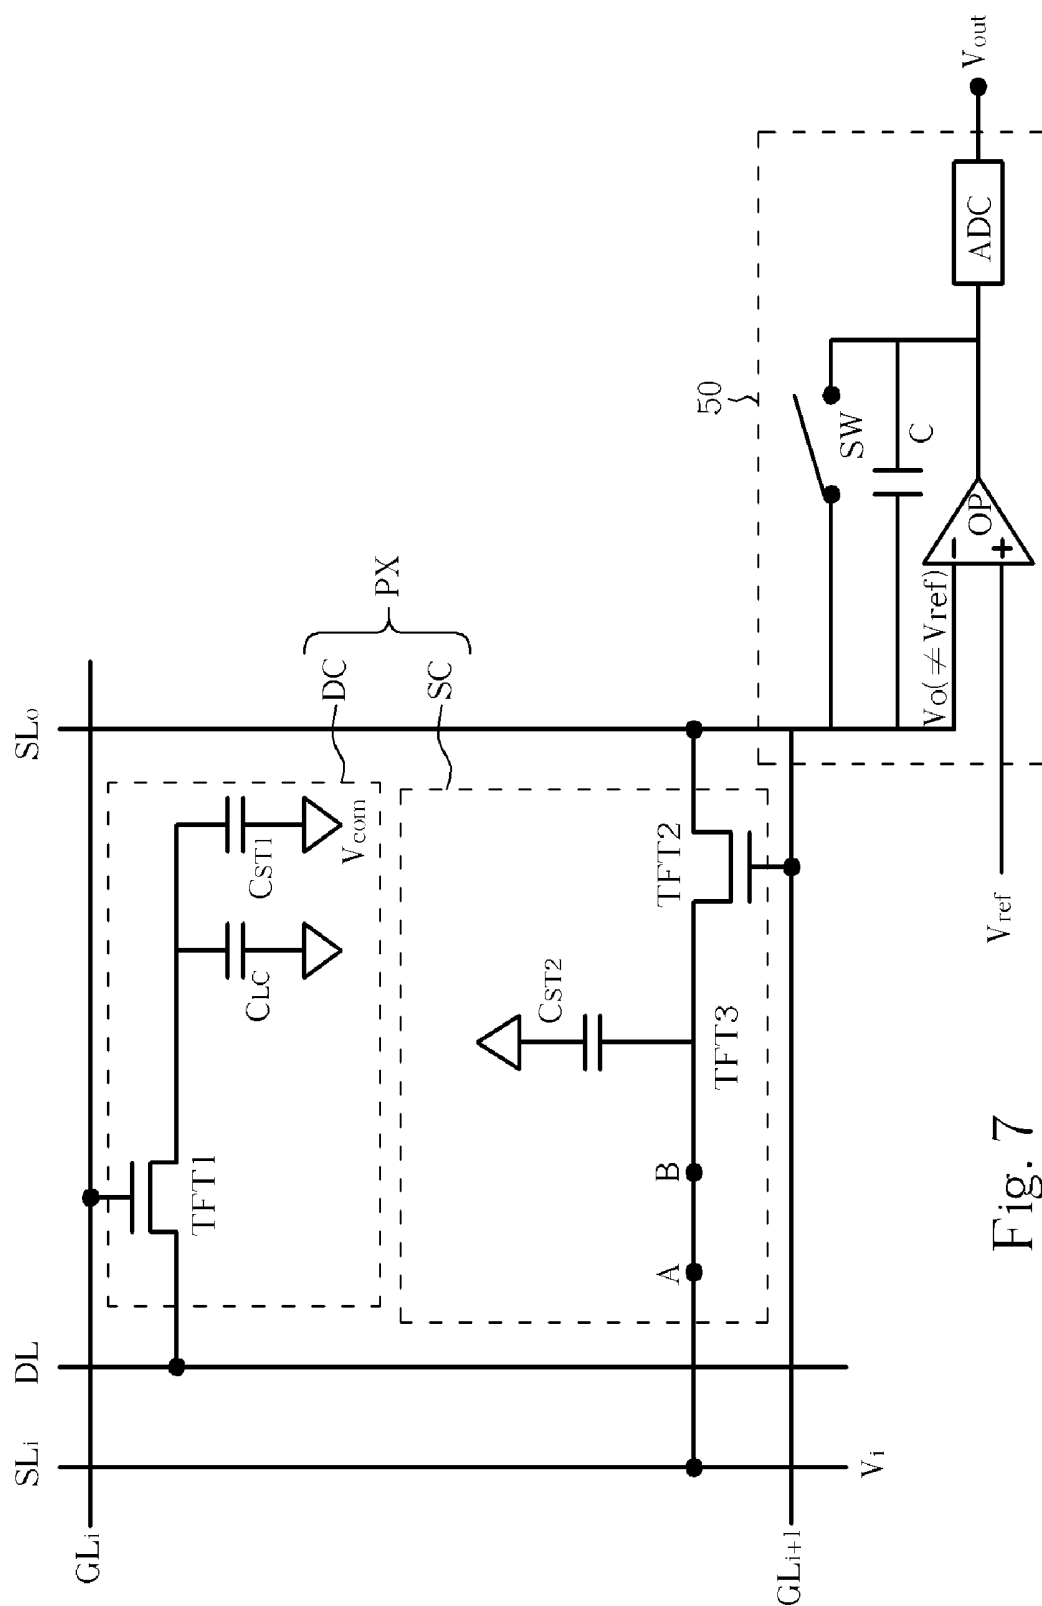 SLi
DL
SLo
GLi
TFT1
CLC
CST1
Vcom
DC
SC
PX
A
B
CST2
TFT3
TFT2
GLi+1
Vi
50
SW
C
Vo(≠Vref)
OP
−
+
Vref
ADC
Vout
Fig. 7